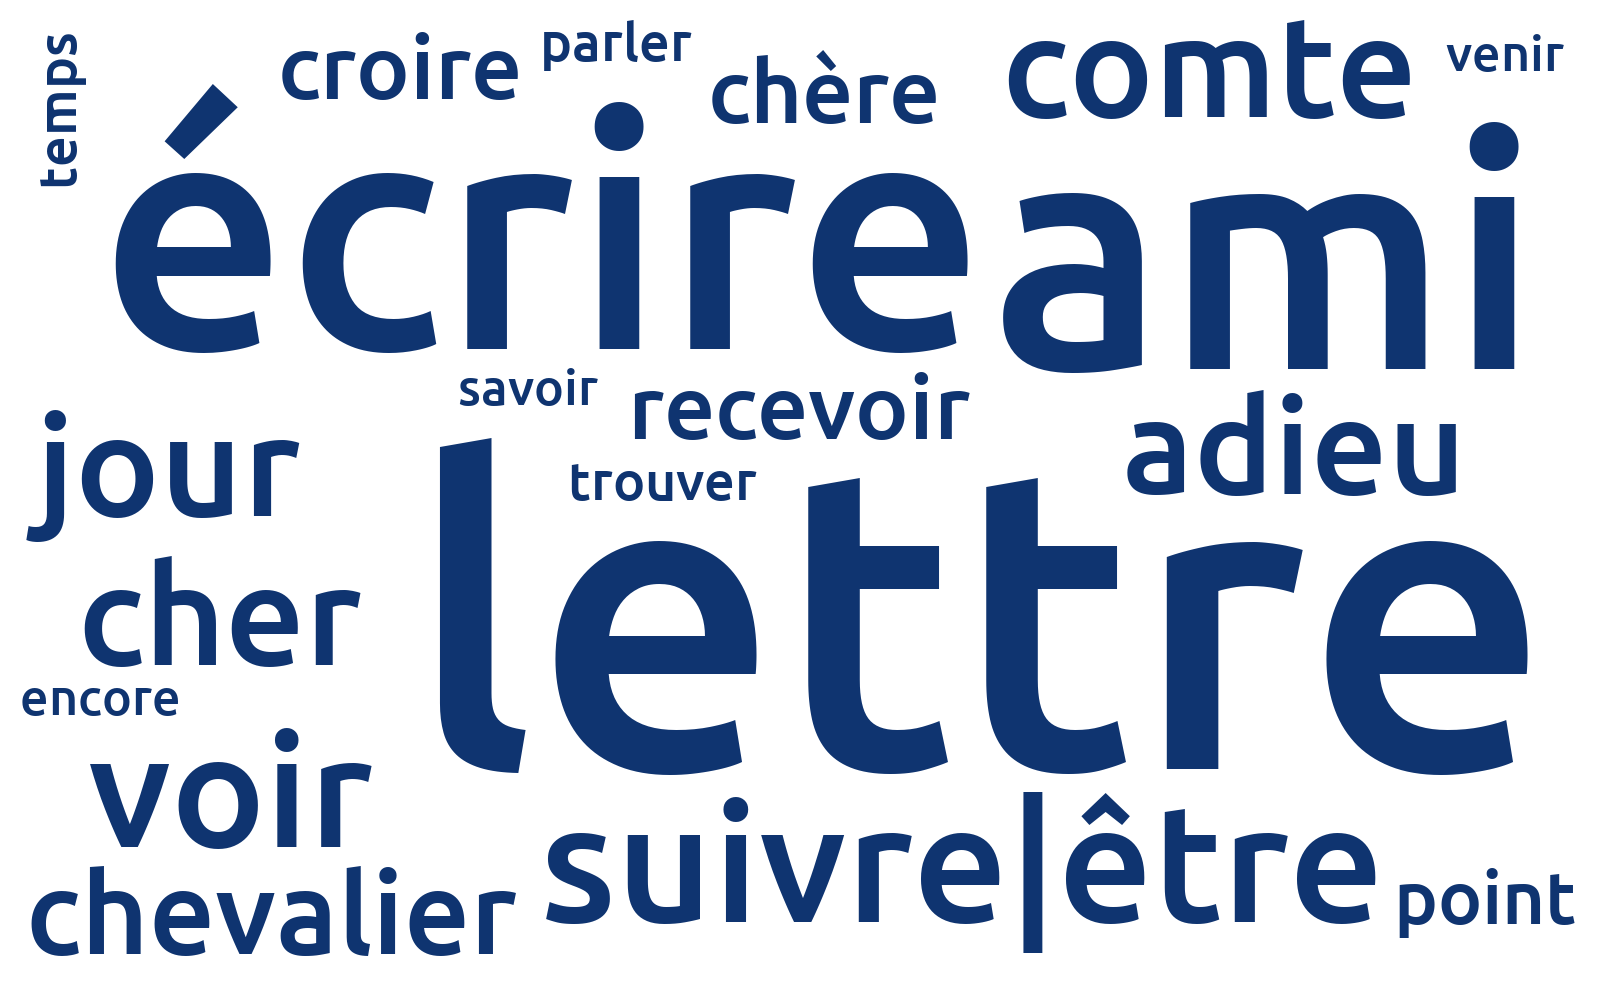 temps
croire
parler
chère
comte
venir
écrire
ami
savoir
recevoir
jour
trouver
adieu
lettre
cher
encore
voir
suivre|être
chevalier
point